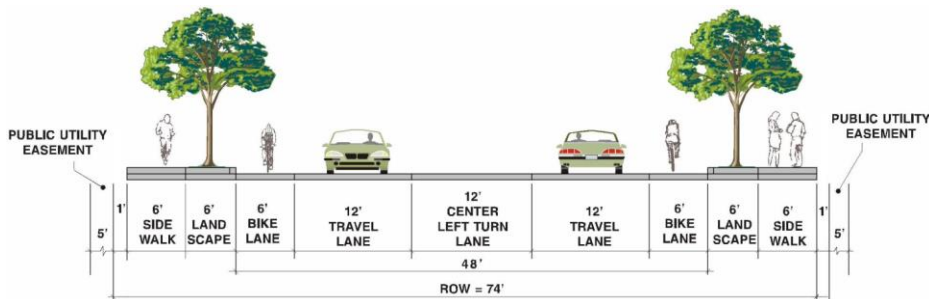 PUBLIC UTILITY
EASEMENT
PUBLIC UTILITY
EASEMENT
5'
1'
6'
SIDE
WALK
6'
LAND
SCAPE
6'
BIKE
LANE
12'
TRAVEL
LANE
12'
CENTER
LEFT TURN
LANE
12'
TRAVEL
LANE
6'
BIKE
LANE
6'
LAND
SCAPE
6'
SIDE
WALK
1'
5'
48'
ROW = 74'